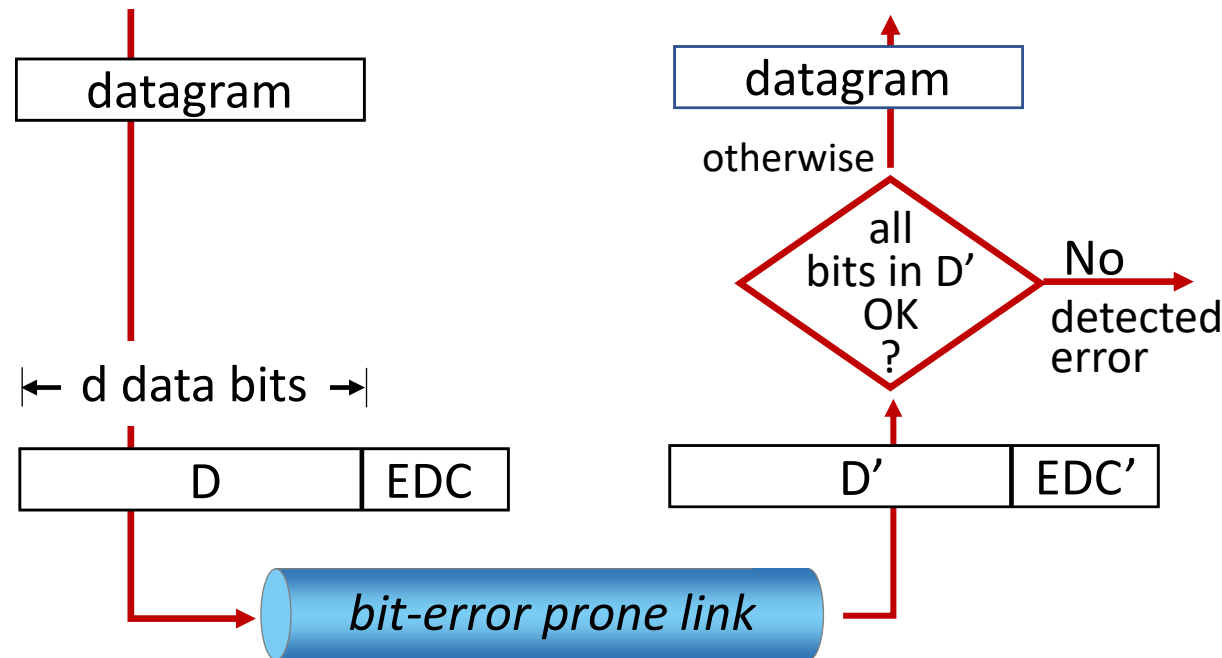 datagram
d data bits
D EDC
bit-error prone link
datagram
otherwise
all
bits in D’
OK
?
No
detected
error
D’ EDC’